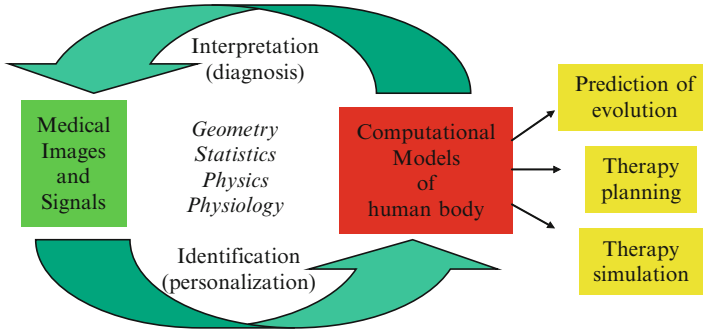 Interpretation
(diagnosis)
Medical
Images
and
Signals
Geometry
Statistics
Physics
Physiology
Computational
Models
of
human body
Identification
(personalization)
Prediction of
evolution
Therapy
planning
Therapy
simulation